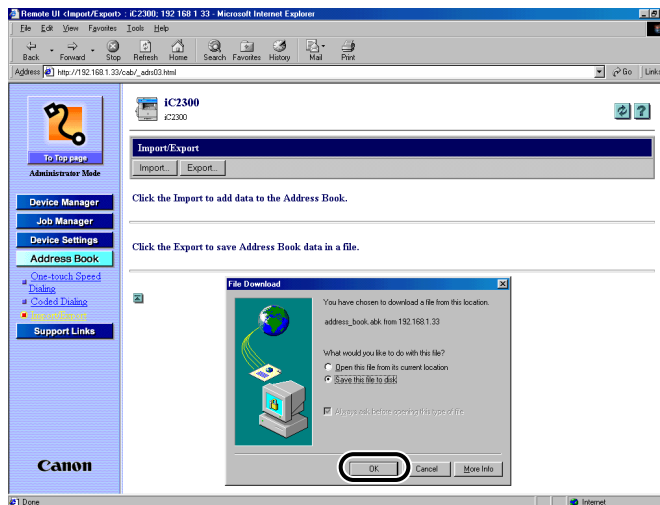 Remote UI <Import/Export> : iC2300; 192 168 1 33 - Microsoft Internet Explorer
File Edit View Favorites Tools Help
Back Forward Stop Refresh Home Search Favorites History Mail Print
Address http://192.168.1.33/cab/_adrs03.html Go Links
iC2300
iC2300
To Top page
Administrator Mode
Import/Export
Import... Export...
Click the Import to add data to the Address Book.
Device Manager
Job Manager
Device Settings
Address Book
One-touch Speed
Dialing
Coded Dialing
Import/Export
Support Links
Click the Export to save Address Book data in a file.
File Download
You have chosen to download a file from this location.
address_book.abk from 192.168.1.33
What would you like to do with this file?
Open this file from its current location
Save this file to disk
Always ask before opening this type of file
OK Cancel More Info
Canon
Done Internet